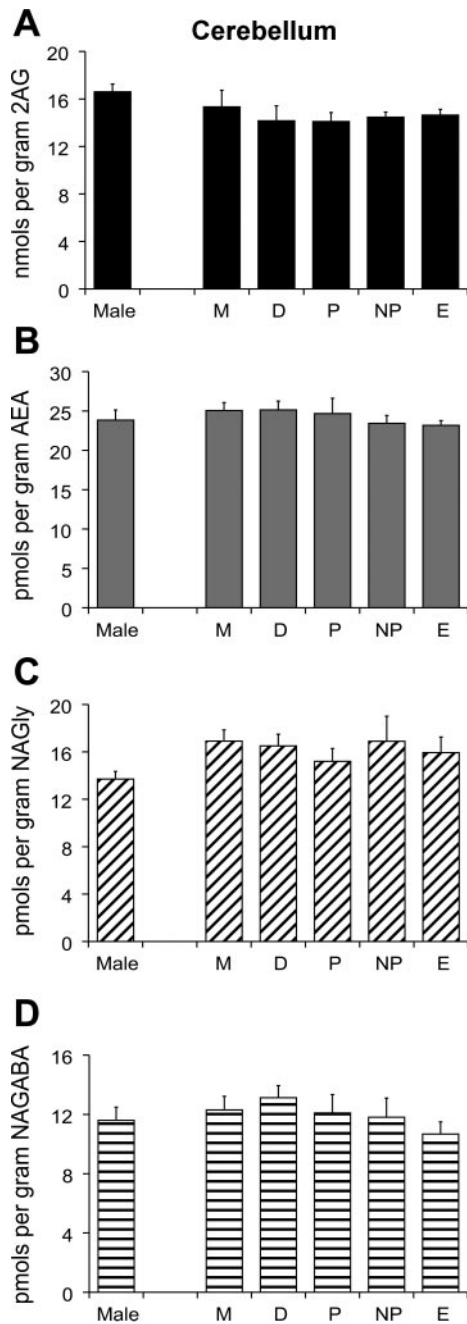 A
Cerebellum
nmols per gram 2AG
20
16
12
8
4
0
Male M D P NP E
B
pmols per gram AEA
30
25
20
15
10
5
0
Male M D P NP E
C
pmols per gram NAGly
20
16
12
8
4
0
Male M D P NP E
D
pmols per gram NAGABA
16
12
8
4
0
Male M D P NP E